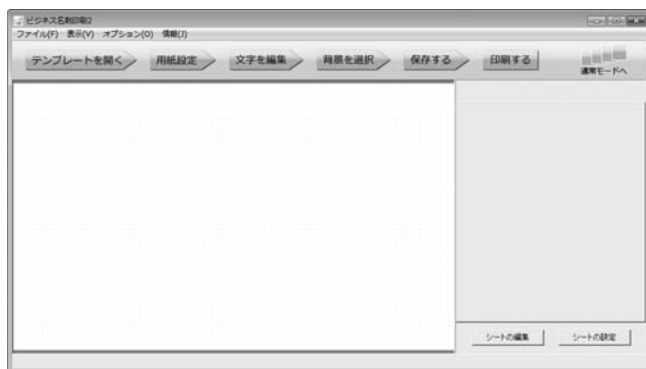 ビジネス名刺印刷2
ファイル(F) 表示(V) オプション(O) 情報(J)
テンプレートを開く 用紙設定 文字を編集 背景を選択 保存する 印刷する
通常モードへ
シートの編集 シートの設定